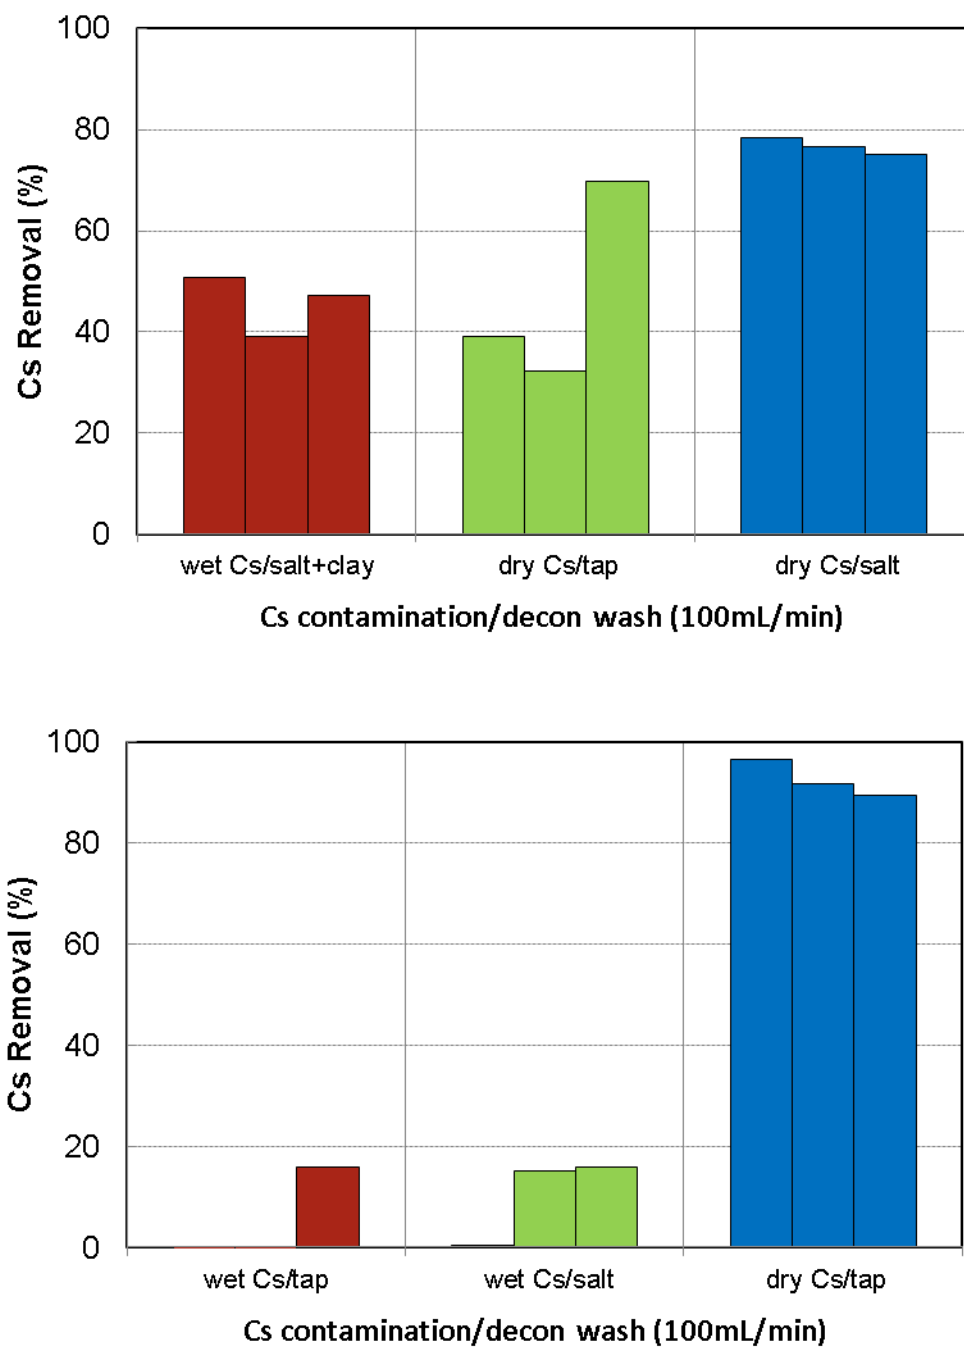 100
80
60
40
20
0
Cs Removal (%)
wet Cs/salt+clay dry Cs/tap dry Cs/salt
Cs contamination/decon wash (100mL/min)
100
80
60
40
20
0
Cs Removal (%)
wet Cs/tap wet Cs/salt dry Cs/tap
Cs contamination/decon wash (100mL/min)